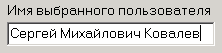 Имя выбранного пользователя
Сергей Михайлович Ковалев